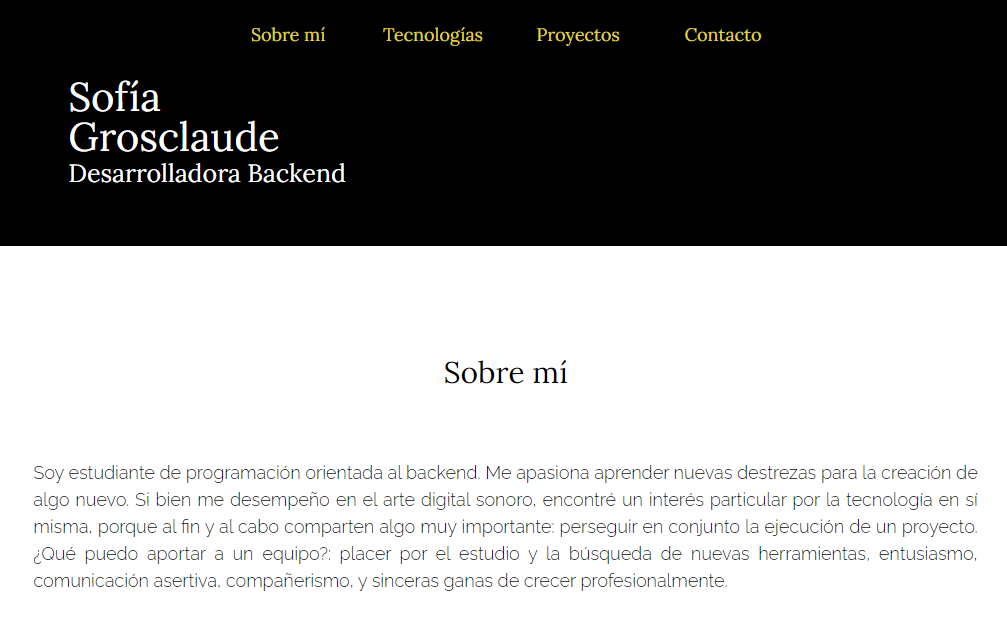 Sobre mí Tecnologías Proyectos Contacto
Sofía
Grosclaude
Desarrolladora Backend
Sobre mí
Soy estudiante de programación orientada al backend. Me apasiona aprender nuevas destrezas para la creación de
algo nuevo. Si bien me desempeño en el arte digital sonoro, encontré un interés particular por la tecnología en sí
misma, porque al fin y al cabo comparten algo muy importante: perseguir en conjunto la ejecución de un proyecto.
¿Qué puedo aportar a un equipo?: placer por el estudio y la búsqueda de nuevas herramientas, entusiasmo,
comunicación asertiva, compañerismo, y sinceras ganas de crecer profesionalmente.